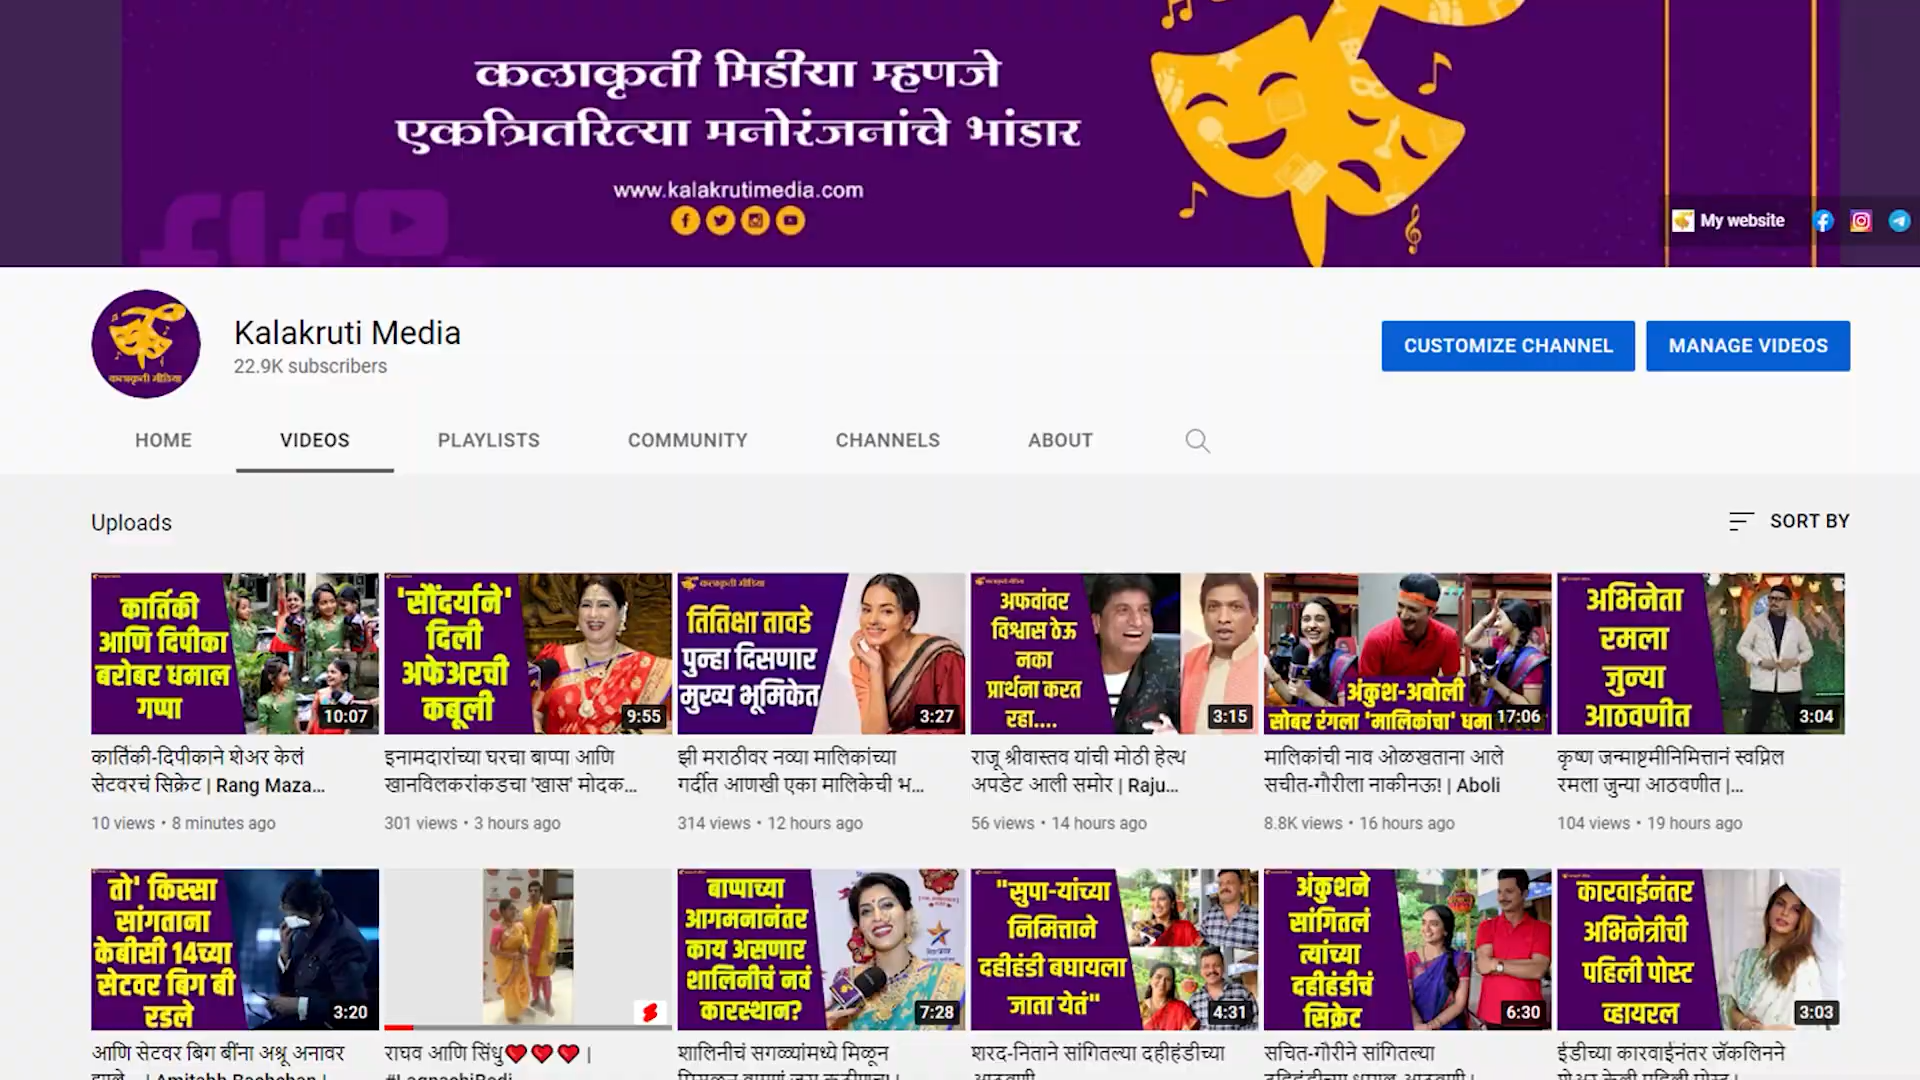 कलाकृती मिडीया म्हणजे
एकत्रितरित्या मनोरंजनांचे भांडार
www.kalakrutimedia.com
My website
कलाकृती मीडिया
Kalakruti Media
22.9K subscribers
CUSTOMIZE CHANNEL
MANAGE VIDEOS
HOME VIDEOS PLAYLISTS COMMUNITY CHANNELS ABOUT
Uploads
SORT BY
कार्तिकी
आणि दिपीका
बरोबर धमाल
गप्पा
10:07
कार्तिकी-दिपीकाने शेअर केलं
सेटवरचं सिक्रेट | Rang Maza...
10 views • 8 minutes ago
'सौंदर्याने'
दिली
अफेअरची
कबूली
9:55
इनामदारांच्या घरचा बाप्पा आणि
खानविलकरांकडचा 'खास' मोदक...
301 views • 3 hours ago
कलाकृती मीडिया
तितिक्षा तावडे
पुन्हा दिसणार
मुख्य भूमिकेत
3:27
झी मराठीवर नव्या मालिकांच्या
गर्दीत आणखी एका मालिकेची भ...
314 views • 12 hours ago
कलाकृती मीडिया
अफवांवर
विश्वास ठेऊ
नका
प्रार्थना करत
रहा....
3:15
राजू श्रीवास्तव यांची मोठी हेल्थ
अपडेट आली समोर | Raju...
56 views • 14 hours ago
अंकुश-अबोली
सोबर रंगला 'मालिकांचा'
17:06
मालिकांची नाव ओळखताना आले
सचीत-गौरीला नाकीनऊ! | Aboli
8.8K views • 16 hours ago
अभिनेता
रमला
जुन्या
आठवणीत
3:04
कृष्ण जन्माष्टमीनिमित्तानं स्वप्निल
रमला जुन्या आठवणीत |...
104 views • 19 hours ago
तो' किस्सा
सांगताना
केबीसी 14च्या
सेटवर बिग बी
रडले
3:20
आणि सेटवर बिग बींना अश्रू अनावर
राघव आणि सिंधु❤❤❤ |
बाप्पाच्या
आगमनानंतर
काय असणार
शालिनीचं नवं
कारस्थान?
7:28
शालिनीचं सगळ्यांमध्ये मिळून
"सुपा-यांच्या
निमित्ताने
दहीहंडी बघायला
जाता येतं"
4:31
शरद-निताने सांगितल्या दहीहंडीच्या
अंकुशने
सांगितलं
त्यांच्या
दहीहंडीचं
सिक्रेट
6:30
सचित-गौरीने सांगितल्या
कारवाईनंतर
अभिनेत्रीची
पहिली पोस्ट
व्हायरल
3:03
ईडीच्या कारवाईनंतर जॅकलिनने